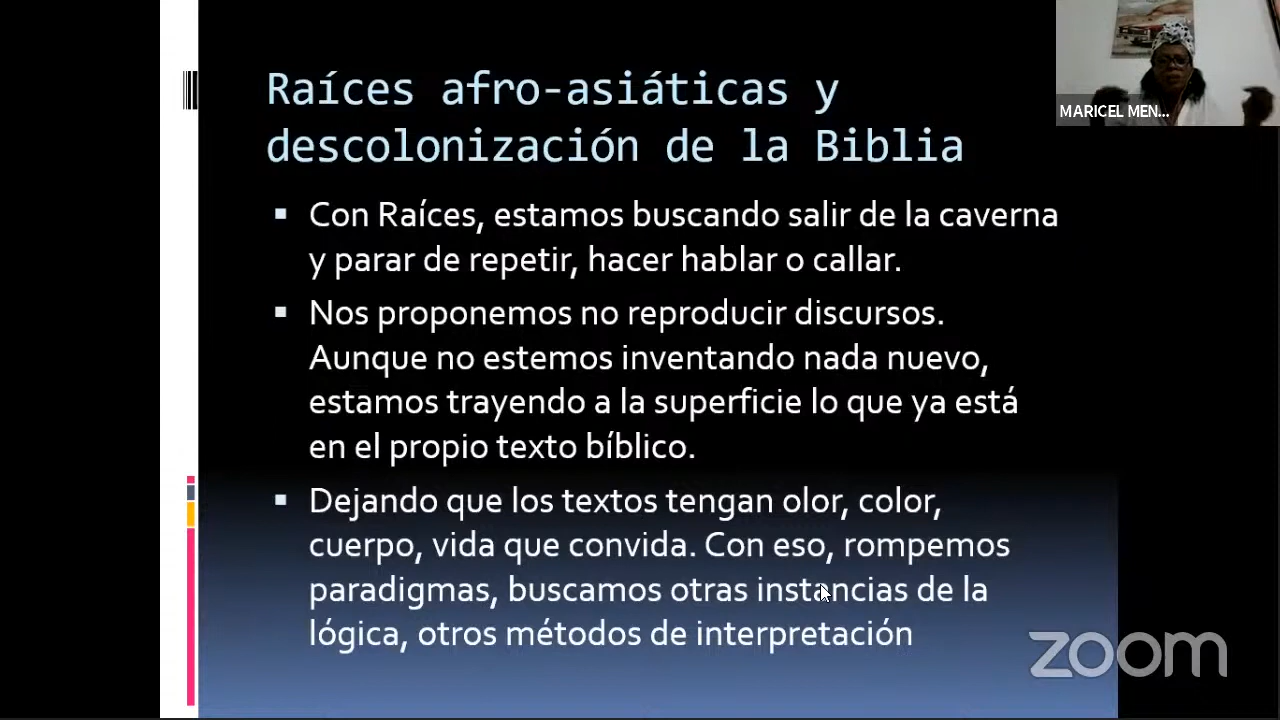 Raíces afro-asiáticas y
descolonización de la Biblia
MARICEL MEN...
▪ Con Raíces, estamos buscando salir de la caverna
y parar de repetir, hacer hablar o callar.
▪ Nos proponemos no reproducir discursos.
Aunque no estemos inventando nada nuevo,
estamos trayendo a la superficie lo que ya está
en el propio texto bíblico.
▪ Dejando que los textos tengan olor, color,
cuerpo, vida que convida. Con eso, rompemos
paradigmas, buscamos otras instancias de la
lógica, otros métodos de interpretación
zoom